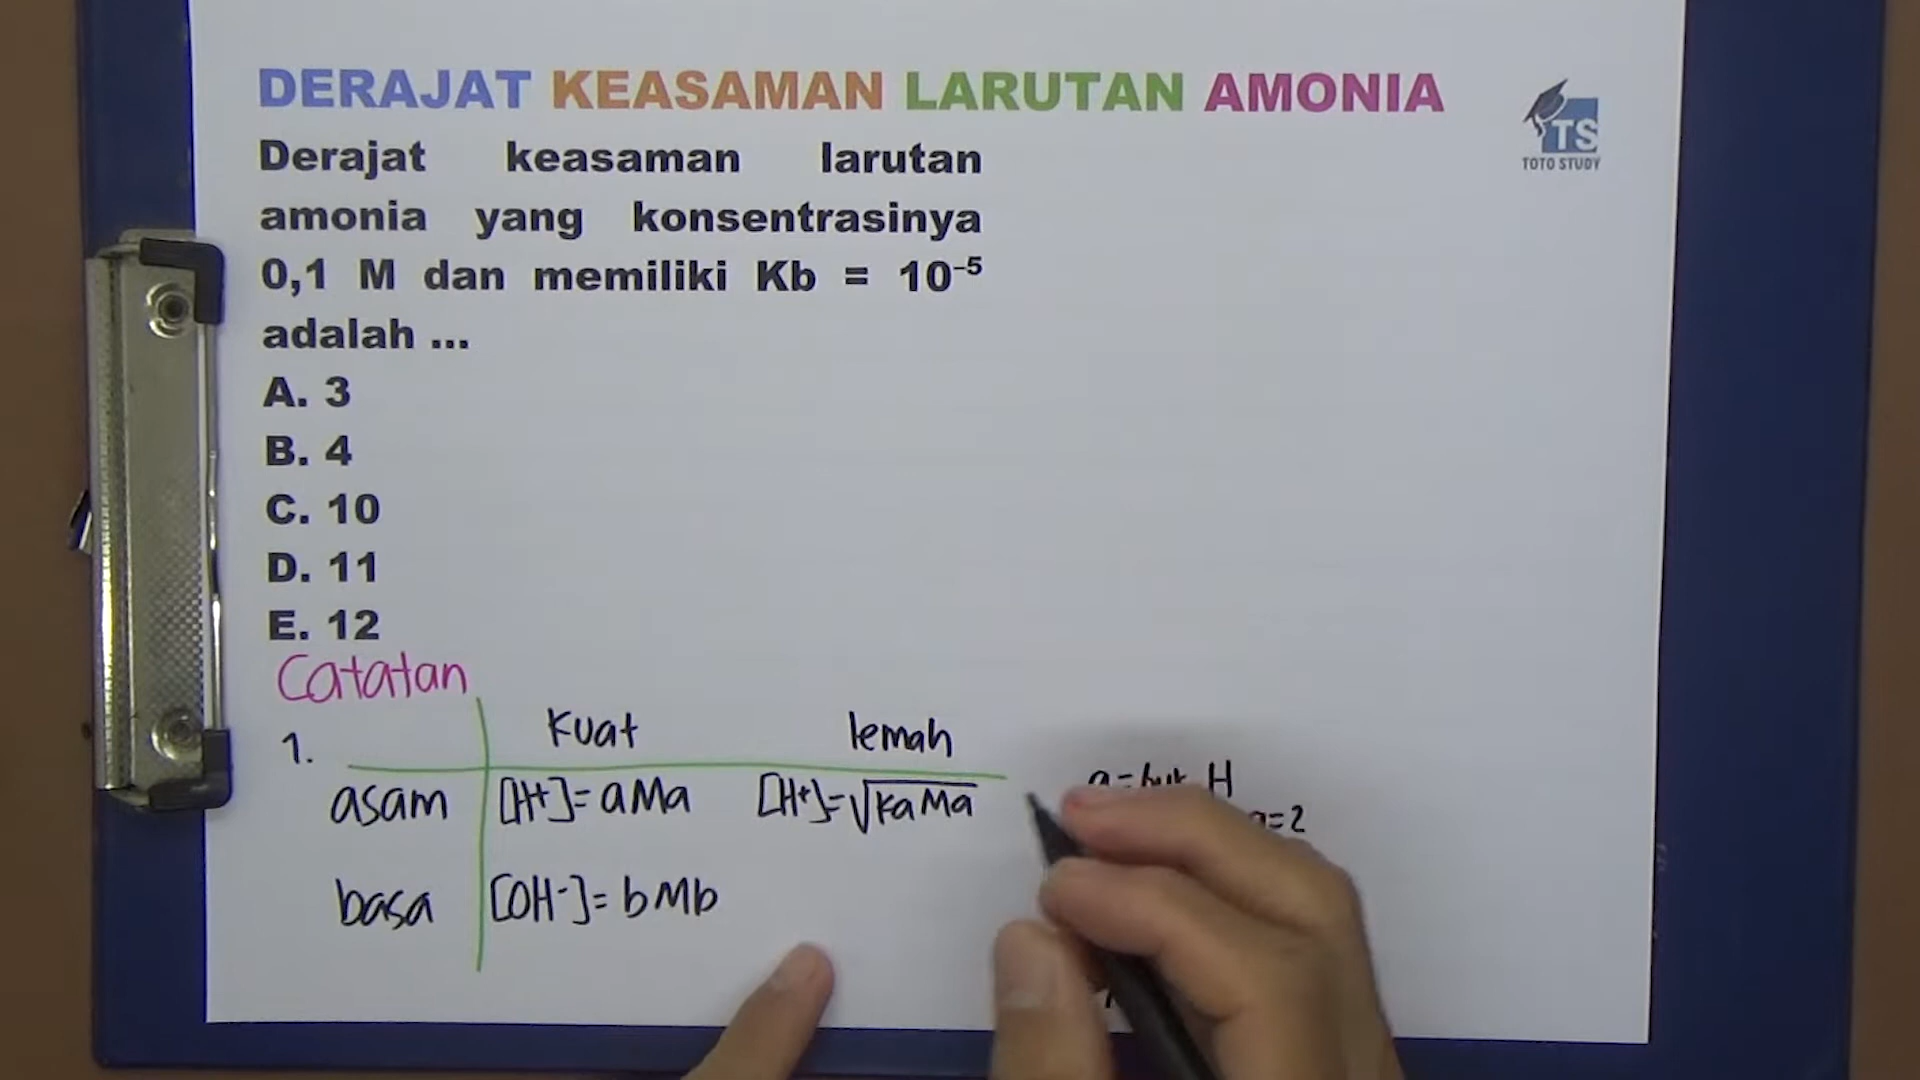 DERAJAT KEASAMAN LARUTAN AMONIA
TS
TOTO STUDY
Derajat keasaman larutan
amonia yang konsentrasinya
0,1 M dan memiliki Kb = 10⁻⁵
adalah ...
A. 3
B. 4
C. 10
D. 11
E. 12
Catatan
1.
kuat lemah
asam [H+]= aMa [H+]=√KaMa
basa [OH-]= bMb
a= H
=2